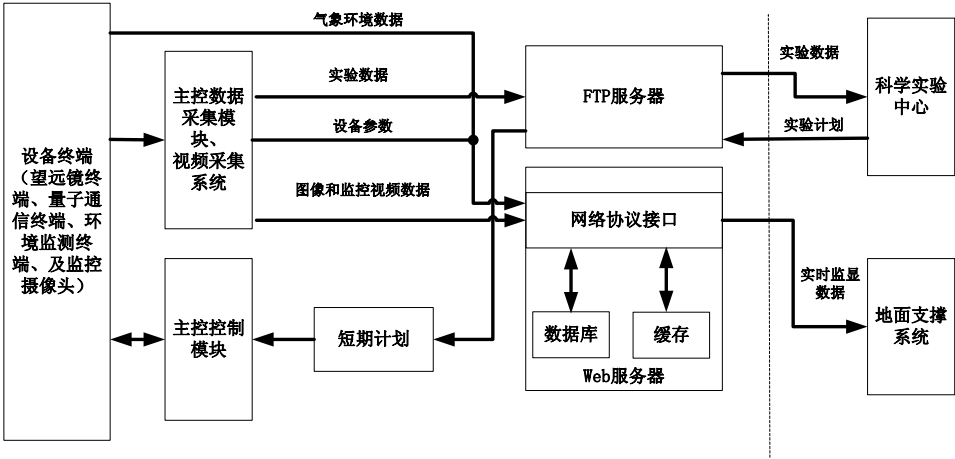 气象环境数据
设备终端
（望远镜终
端、量子通
信终端、环
境监测终
端、及监控
摄像头）
主控数据
采集模
块、
视频采集
系统
实验数据
设备参数
图像和监控视频数据
主控控制
模块
短期计划
FTP服务器
网络协议接口
数据库
缓存
Web服务器
实验数据
实验计划
实时监显
数据
科学实验
中心
地面支撑
系统